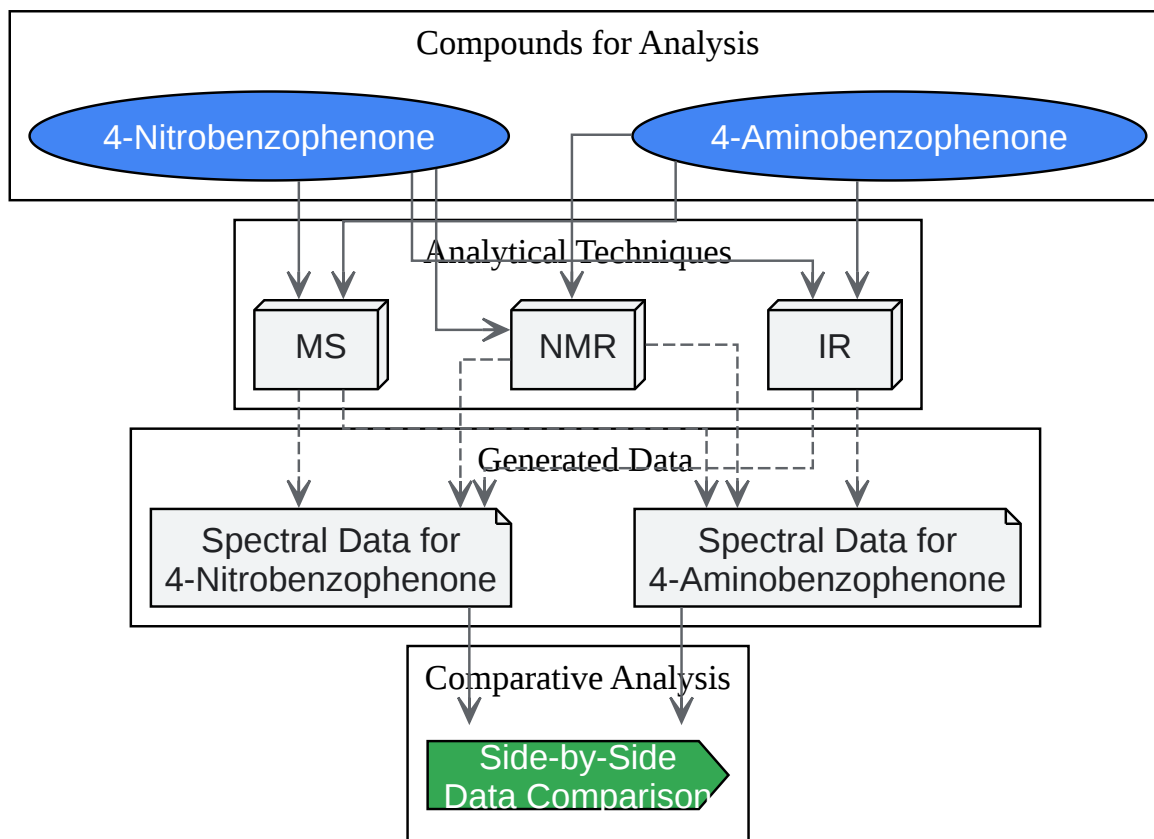 Compounds for Analysis
4-Nitrobenzophenone
4-Aminobenzophenone
Analytical Techniques
MS
NMR
IR
Generated Data
Spectral Data for
4-Nitrobenzophenone
Spectral Data for
4-Aminobenzophenone
Comparative Analysis
Side-by-Side
Data Comparison